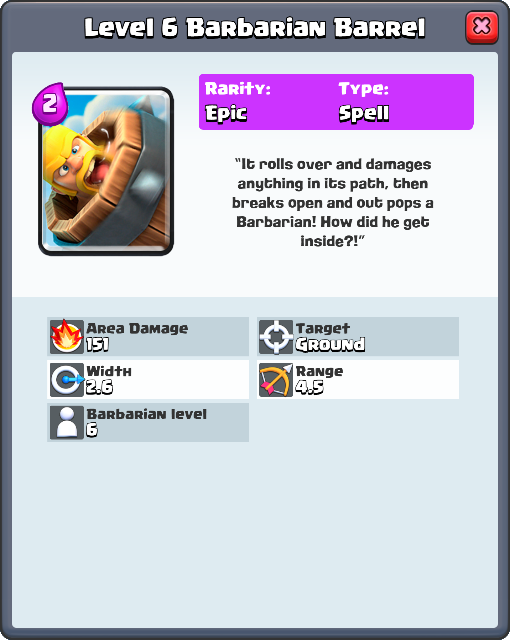 Level 6 Barbarian Barrel
2
Rarity: Type:
Epic Spell
"It rolls over and damages
anything in its path, then
breaks open and out pops a
Barbarian! How did he get
inside?!"
Area Damage
151
Target
Ground
Width
2.6
Range
4.5
Barbarian level
6